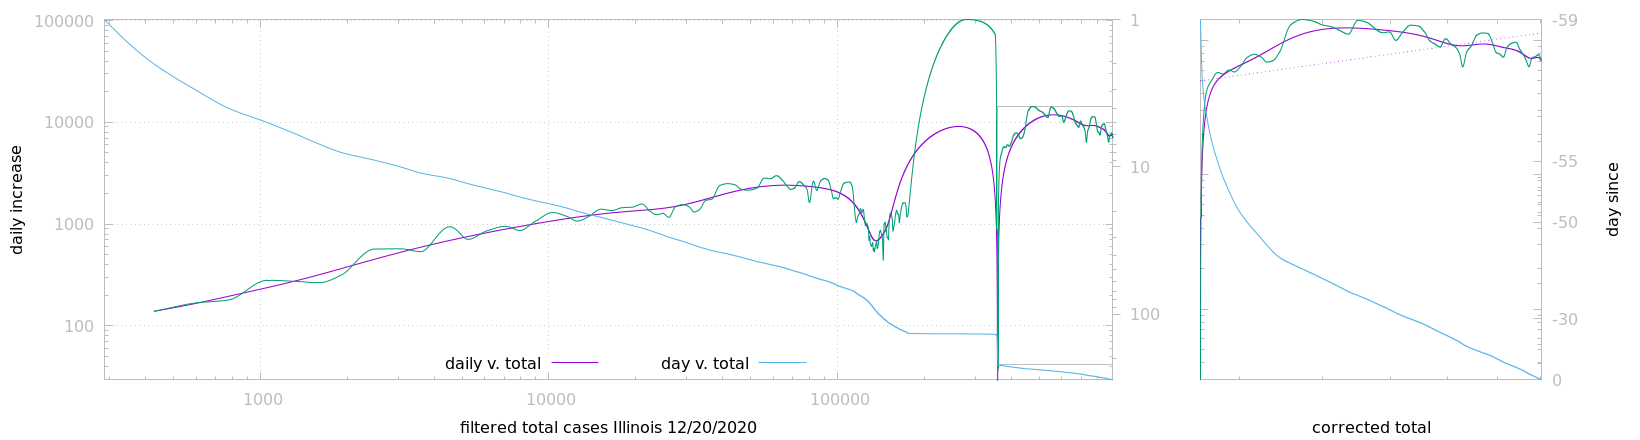 100000
10000
1000
100
daily increase
1000
10000
100000
filtered total cases Illinois 12/20/2020
daily v. total
day v. total
1
10
100
-59
-55
-50
-30
0
day since
corrected total